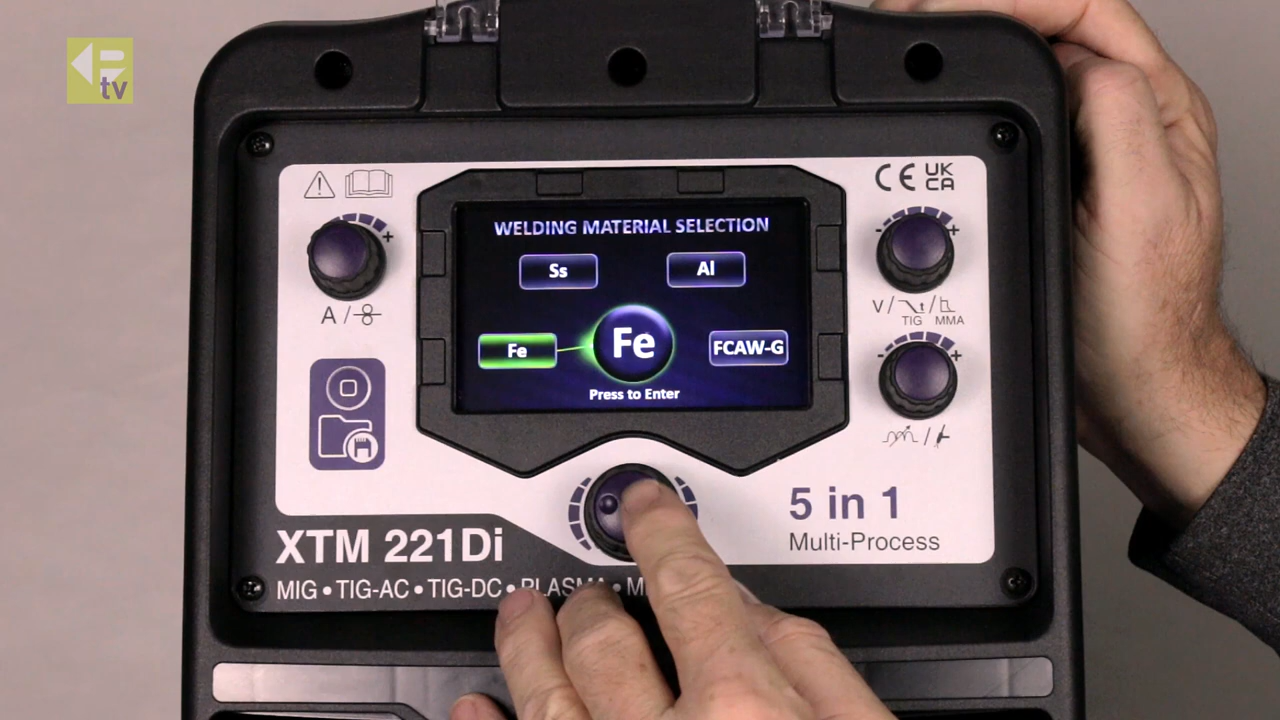 tv
CE UK CA
WELDING MATERIAL SELECTION
Ss
Al
Fe
Fe
FCAW-G
Press to Enter
A /
V / t /
TIG MMA
5 in 1
Multi-Process
XTM 221Di
MIG • TIG-AC • TIG-DC • PLASMA • M